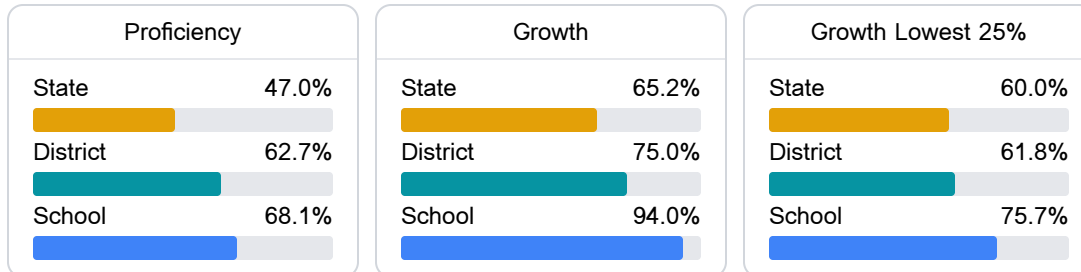 Proficiency
State 47.0%
District 62.7%
School 68.1%
Growth
State 65.2%
District 75.0%
School 94.0%
Growth Lowest 25%
State 60.0%
District 61.8%
School 75.7%